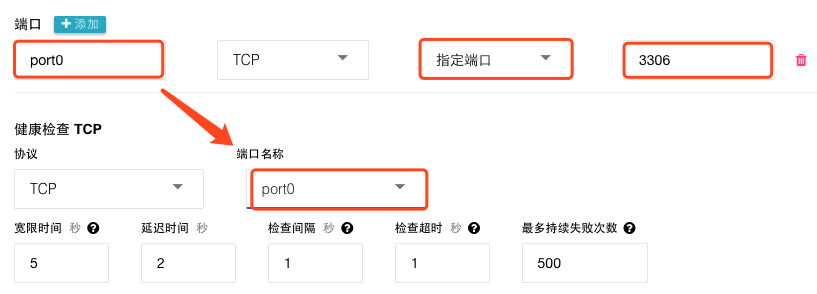 端口 + 添加
port0 TCP 指定端口 3306
健康检查 TCP
协议 端口名称
TCP port0
宽限时间 秒 ? 延迟时间 秒 检查间隔 秒 ? 检查超时 秒 ? 最多持续失败次数 ?
5 2 1 1 500